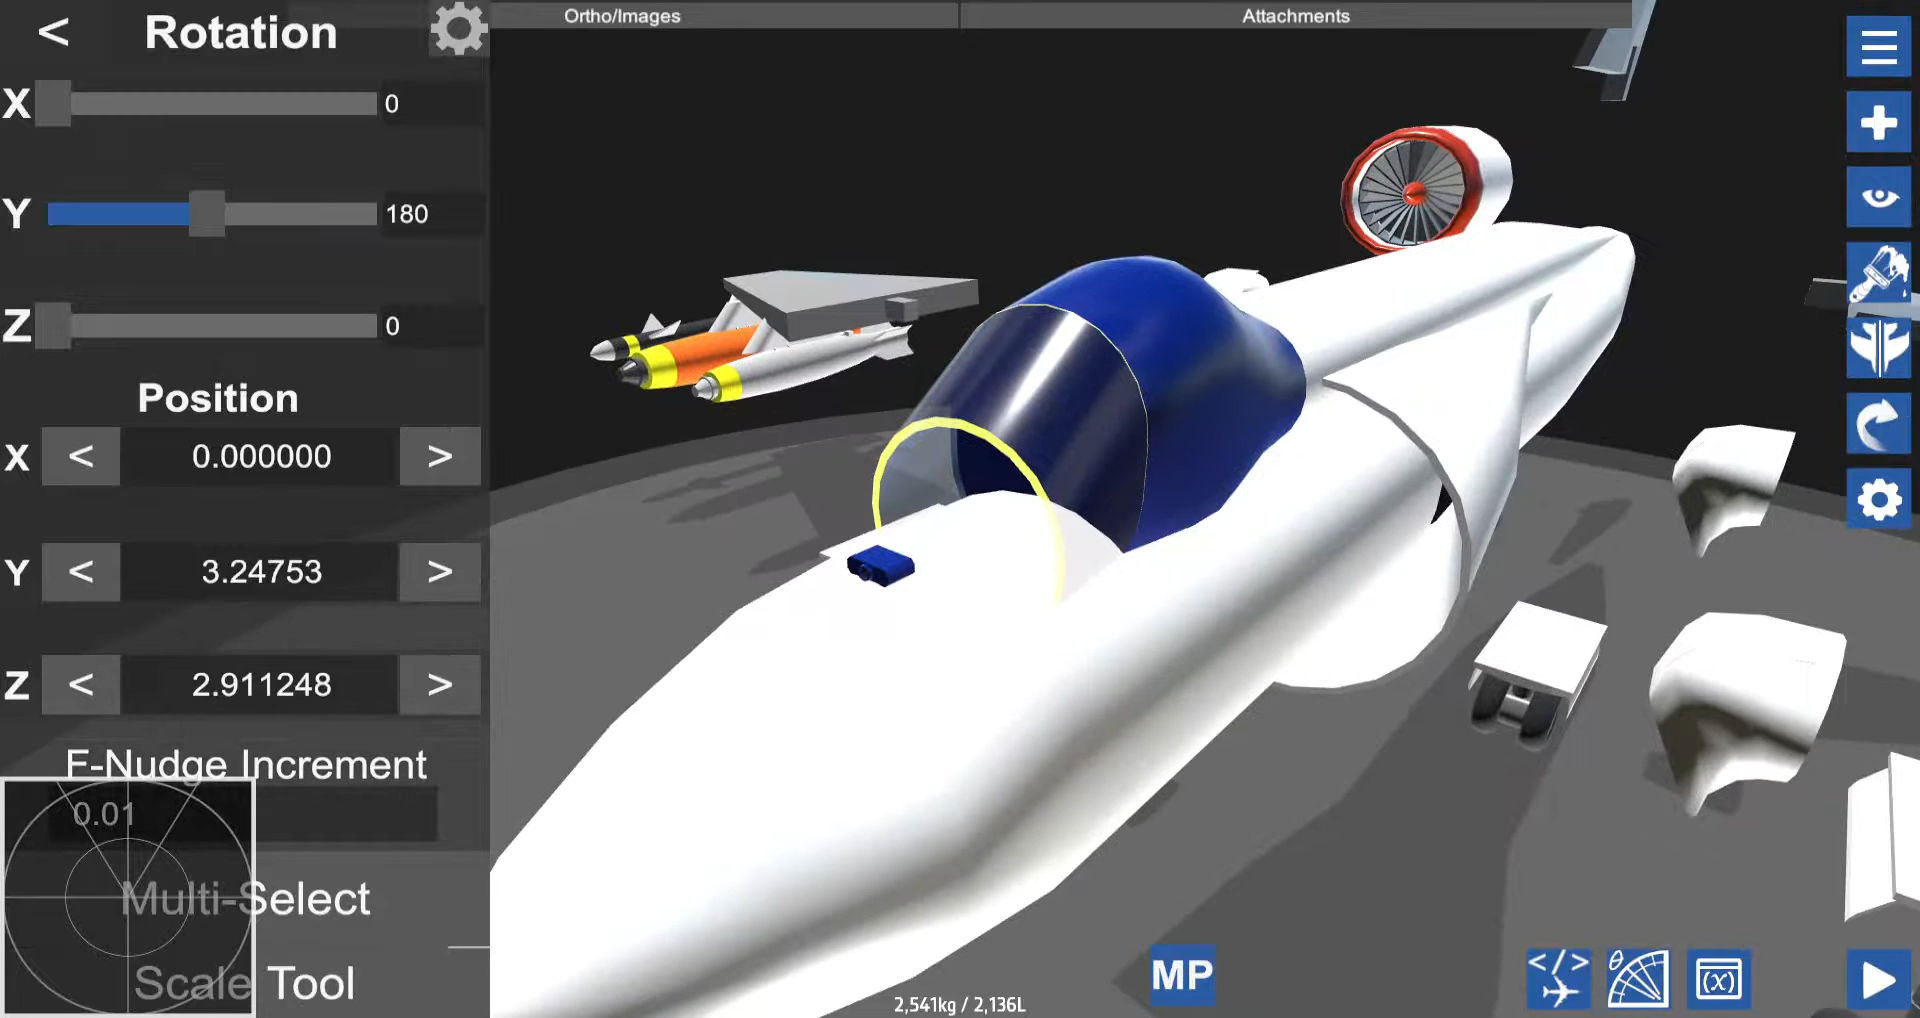 < Rotation
Ortho/Images
Attachments
X 0
Y 180
Z 0
Position
X < 0.000000 >
Y < 3.24753 >
Z < 2.911248 >
F-Nudge Increment
0.01
Multi-Select
Scale Tool
MP
2,541kg / 2,136L
</>
θ
(x)